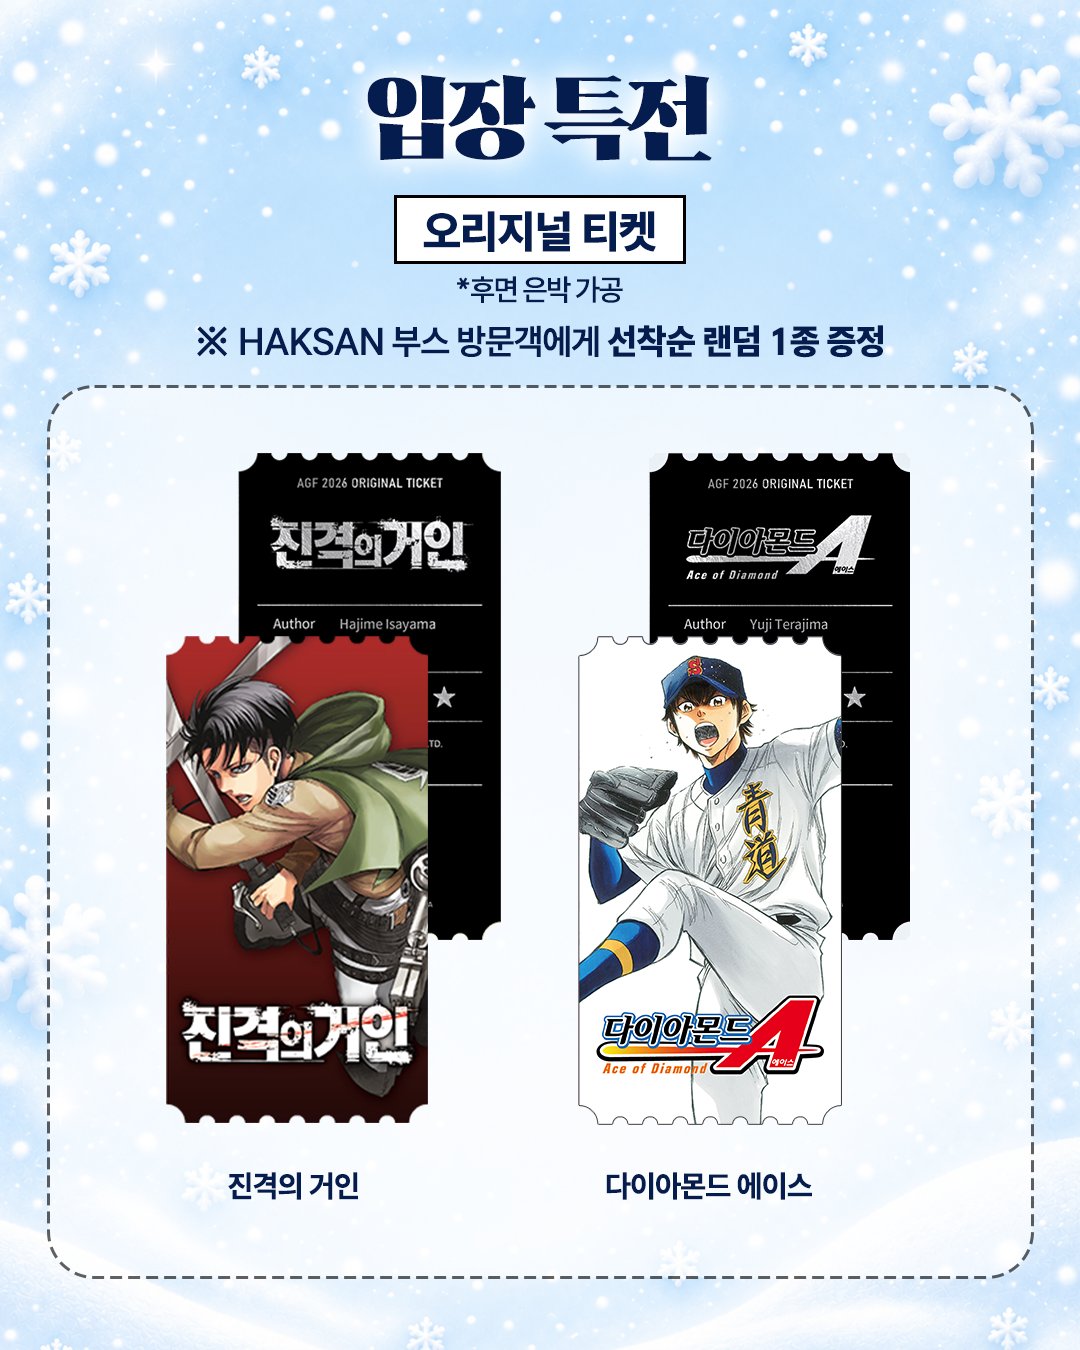 입장 특전
오리지널 티켓
*후면 은박 가공
※ HAKSAN 부스 방문객에게 선착순 랜덤 1종 증정
AGF 2026 ORIGINAL TICKET
진격의 거인
Author Hajime Isayama
TD.
진격의 거인
진격의 거인
AGF 2026 ORIGINAL TICKET
다이아몬드 A
에이스
Ace of Diamond
Author Yuji Terajima
D.
S
青道
다이아몬드 A
에이스
Ace of Diamond
다이아몬드 에이스